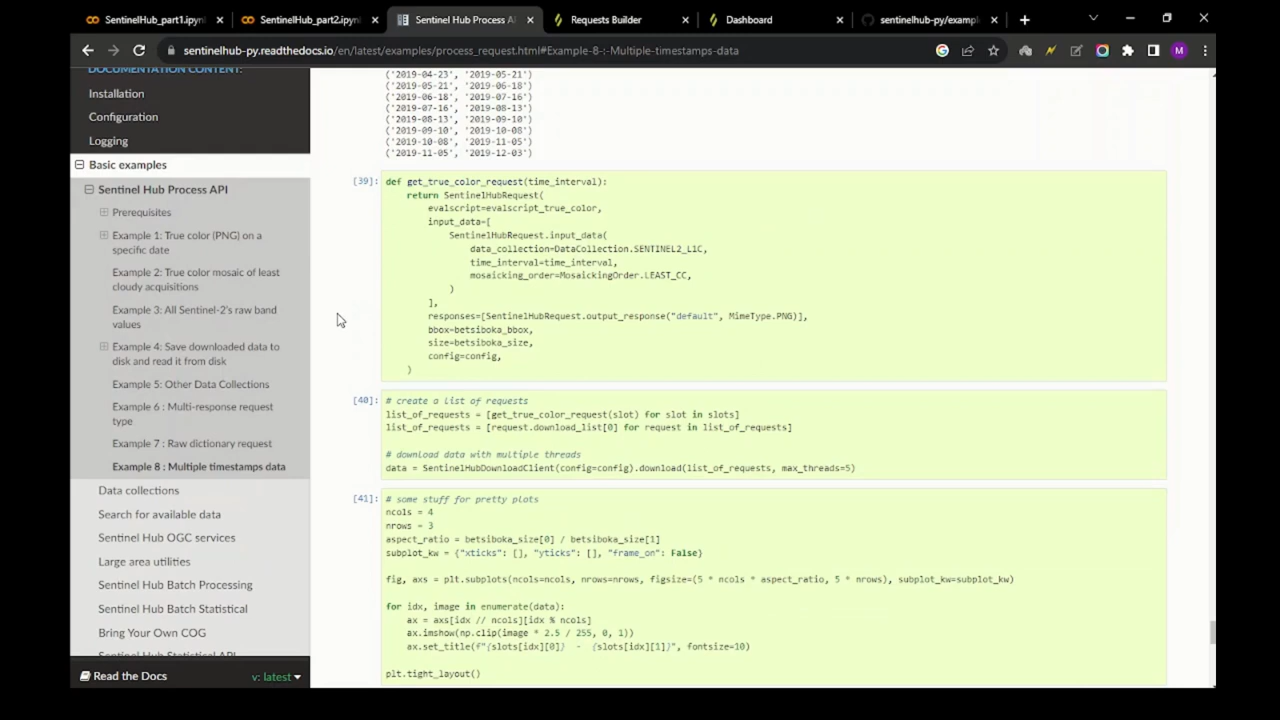 SentinelHub_part1.ipynb
SentinelHub_part2.ipynb
Sentinel Hub Process A
Requests Builder
Dashboard
sentinelhub-py/exampl
sentinelhub-py.readthedocs.io/en/latest/examples/process_request.html#Example-8-:-Multiple-timestamps-data
M
DOCUMENTATION CONTENT:
Installation
Configuration
Logging
Basic examples
Sentinel Hub Process API
Prerequisites
Example 1: True color (PNG) on a
specific date
Example 2: True color mosaic of least
cloudy acquisitions
Example 3: All Sentinel-2's raw band
values
Example 4: Save downloaded data to
disk and read it from disk
Example 5: Other Data Collections
Example 6 : Multi-response request
type
Example 7 : Raw dictionary request
Example 8 : Multiple timestamps data
Data collections
Search for available data
Sentinel Hub OGC services
Large area utilities
Sentinel Hub Batch Processing
Sentinel Hub Batch Statistical
Bring Your Own COG
Sentinel Hub Statistical API
Read the Docs
v: latest
('2019-04-23', '2019-05-21')
('2019-05-21', '2019-06-18')
('2019-06-18', '2019-07-16')
('2019-07-16', '2019-08-13')
('2019-08-13', '2019-09-10')
('2019-09-10', '2019-10-08')
('2019-10-08', '2019-11-05')
('2019-11-05', '2019-12-03')
[39]: def get_true_color_request(time_interval):
return SentinelHubRequest(
evalscript=evalscript_true_color,
input_data=[
SentinelHubRequest.input_data(
data_collection=DataCollection.SENTINEL2_L1C,
time_interval=time_interval,
mosaicking_order=MosaickingOrder.LEAST_CC,
)
],
responses=[SentinelHubRequest.output_response("default", MimeType.PNG)],
bbox=betsiboka_bbox,
size=betsiboka_size,
config=config,
)
[40]: # create a list of requests
list_of_requests = [get_true_color_request(slot) for slot in slots]
list_of_requests = [request.download_list[0] for request in list_of_requests]
# download data with multiple threads
data = SentinelHubDownloadClient(config=config).download(list_of_requests, max_threads=5)
[41]: # some stuff for pretty plots
ncols = 4
nrows = 3
aspect_ratio = betsiboka_size[0] / betsiboka_size[1]
subplot_kw = {"xticks": [], "yticks": [], "frame_on": False}
fig, axs = plt.subplots(ncols=ncols, nrows=nrows, figsize=(5 * ncols * aspect_ratio, 5 * nrows), subplot_kw=subplot_kw)
for idx, image in enumerate(data):
ax = axs[idx // ncols][idx % ncols]
ax.imshow(np.clip(image * 2.5 / 255, 0, 1))
ax.set_title(f"{slots[idx][0]}  -  {slots[idx][1]}", fontsize=10)
plt.tight_layout()